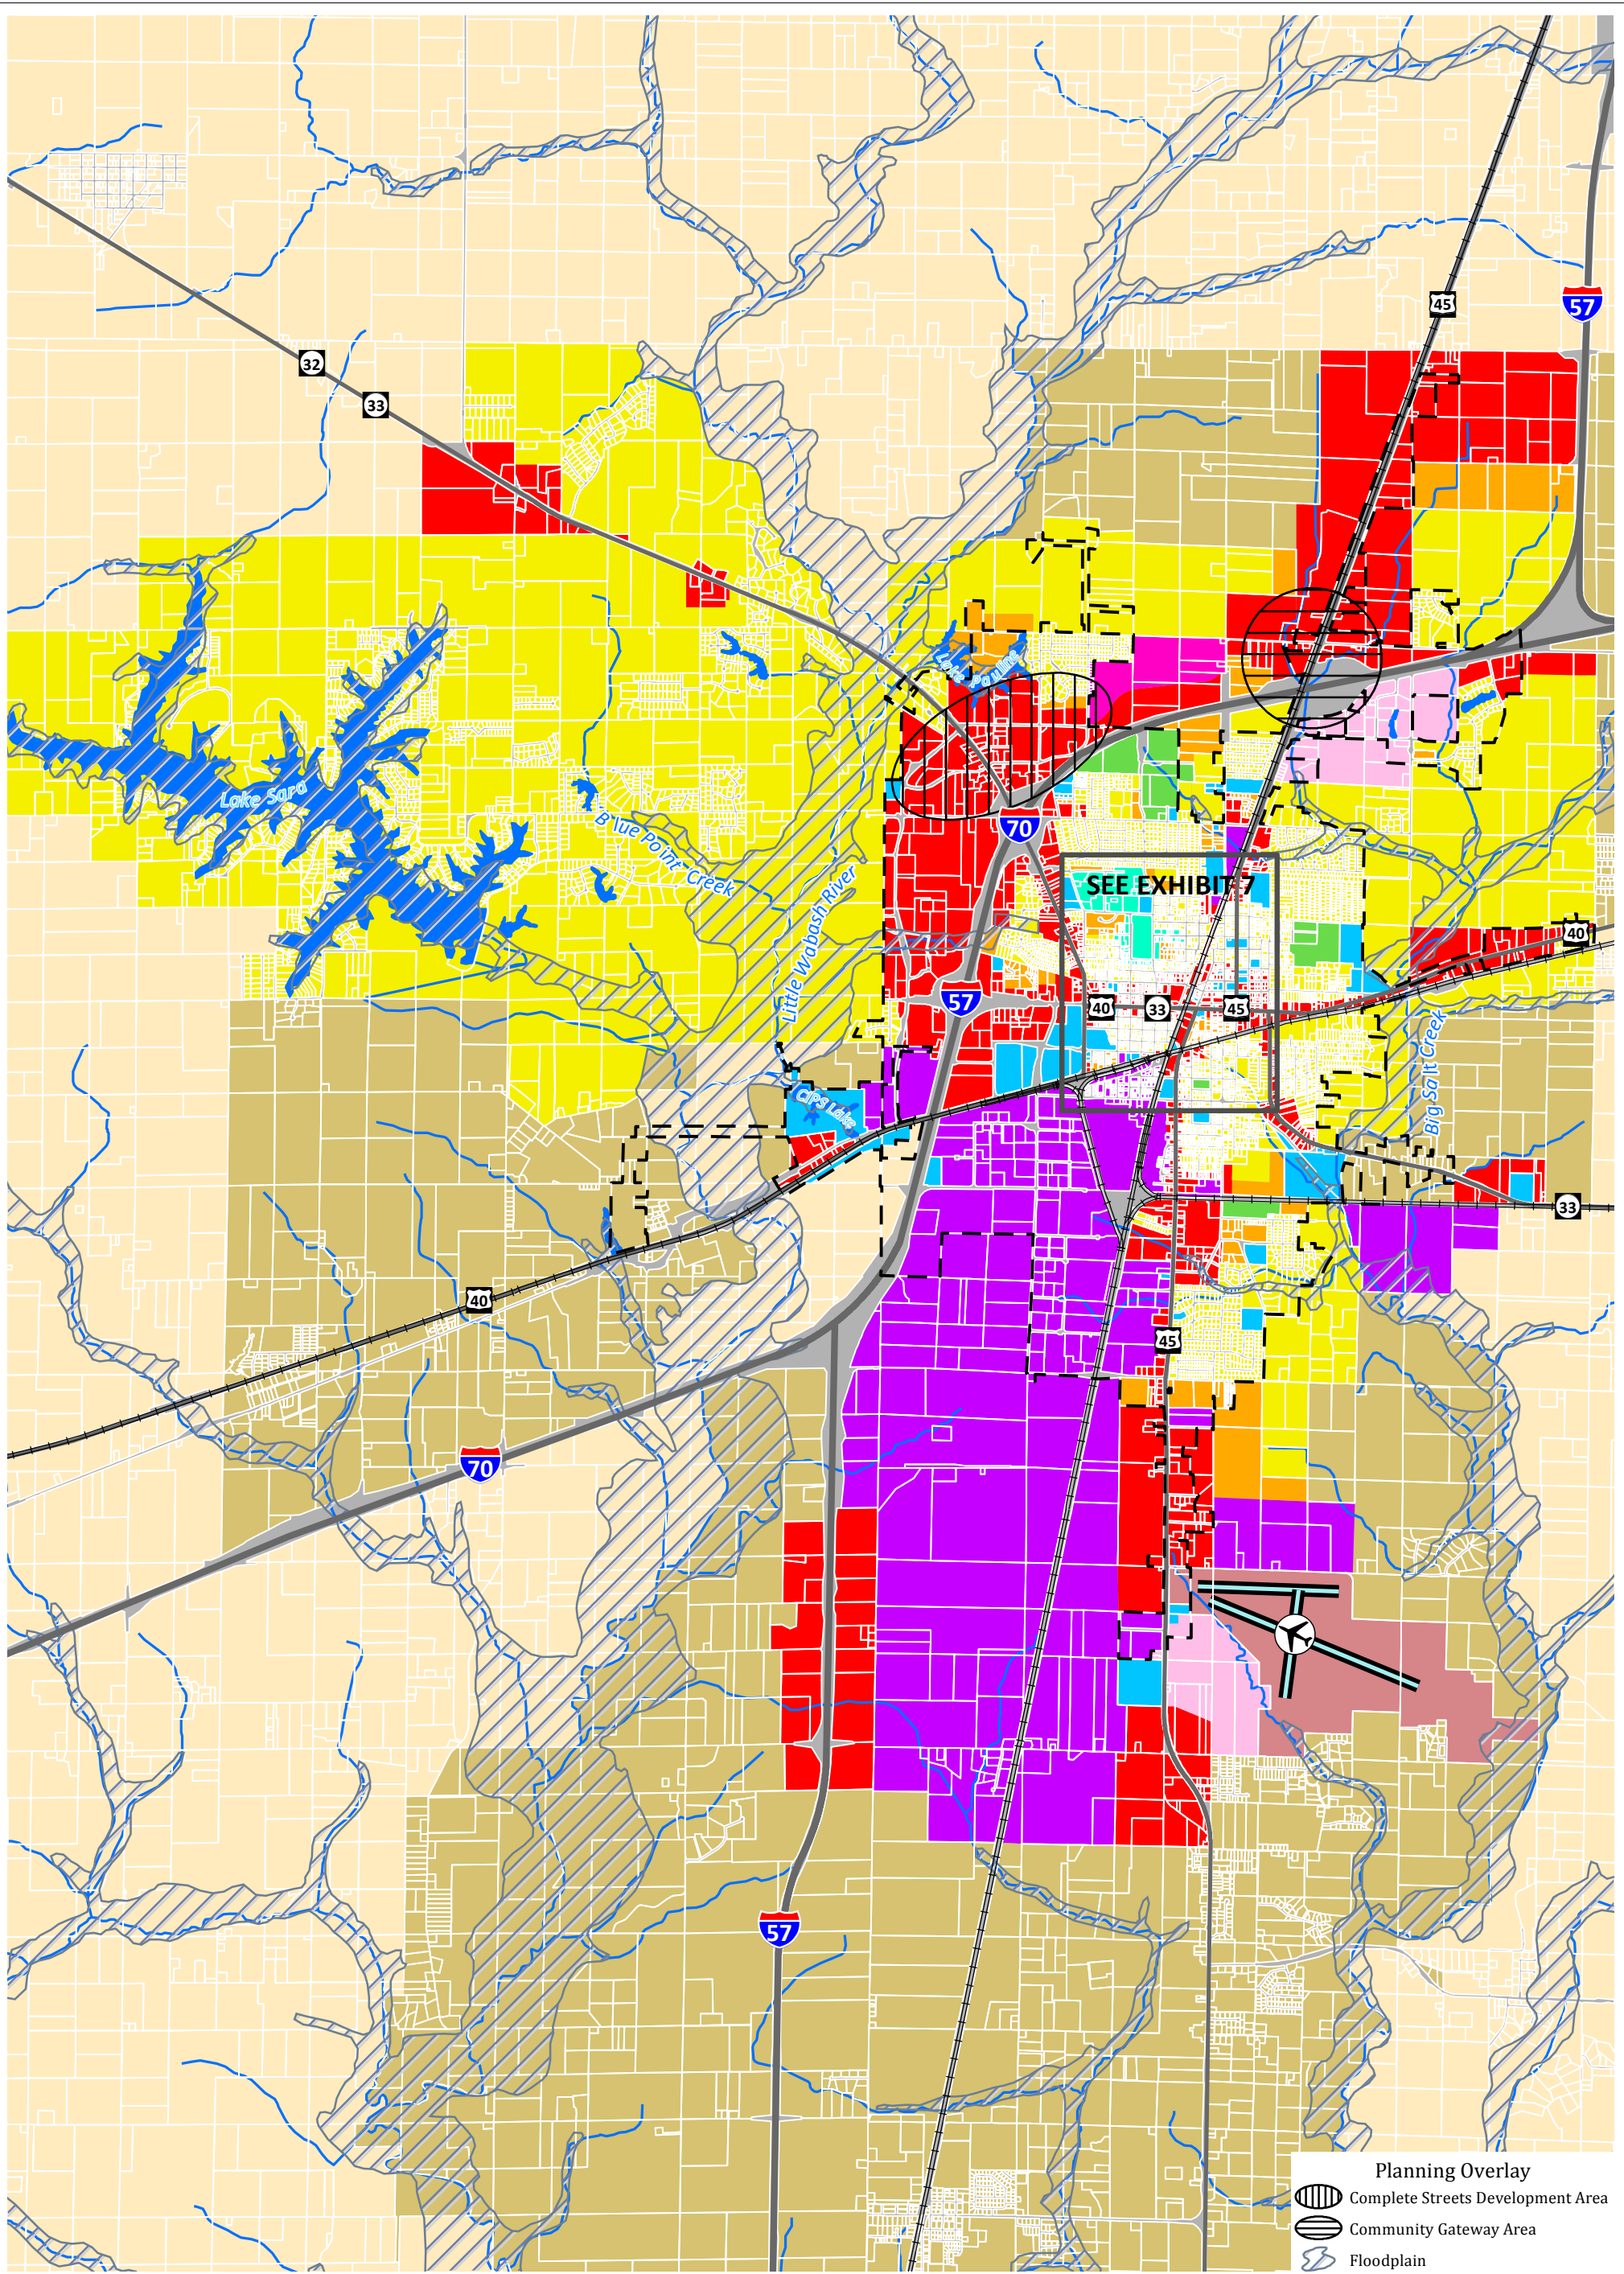 45
57
32
33
Lake Pauline
Lake Sara
Blue Point Creek
70
Little Wabash River
SEE EXHIBIT 7
40
57
40
33
45
Big Salt Creek
CIPS Lake
33
40
45
70
57
Planning Overlay
Complete Streets Development Area
Community Gateway Area
Floodplain